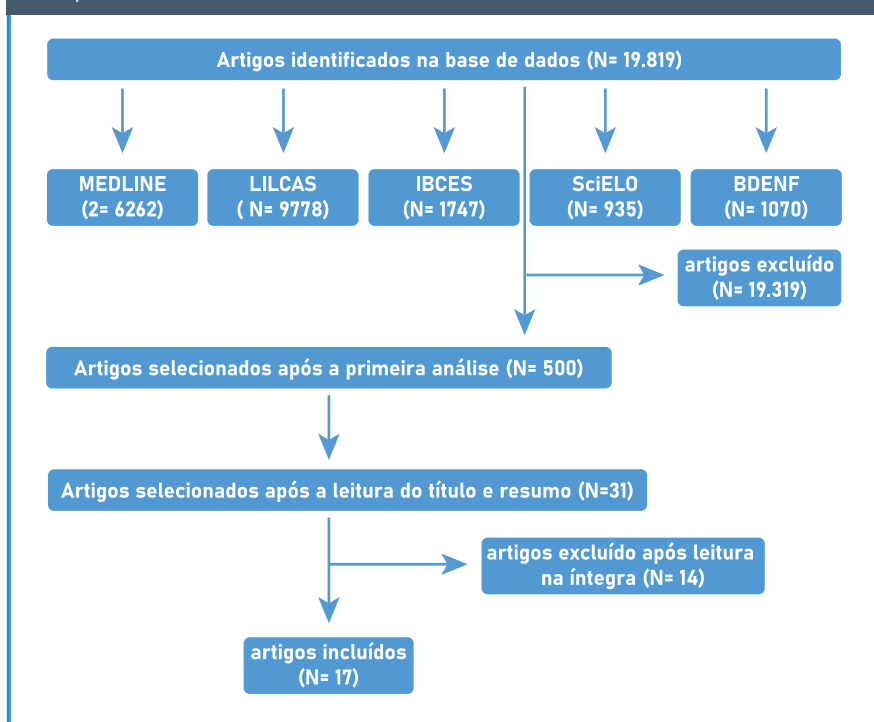 Artigos identificados na base de dados (N= 19.819)
MEDLINE
(2= 6262)
LILCAS
( N= 9778)
IBCES
(N= 1747)
SciELO
(N= 935)
BDENF
(N= 1070)
artigos excluído
(N= 19.319)
Artigos selecionados após a primeira análise (N= 500)
Artigos selecionados após a leitura do título e resumo (N=31)
artigos excluído após leitura
na íntegra (N= 14)
artigos incluídos
(N= 17)